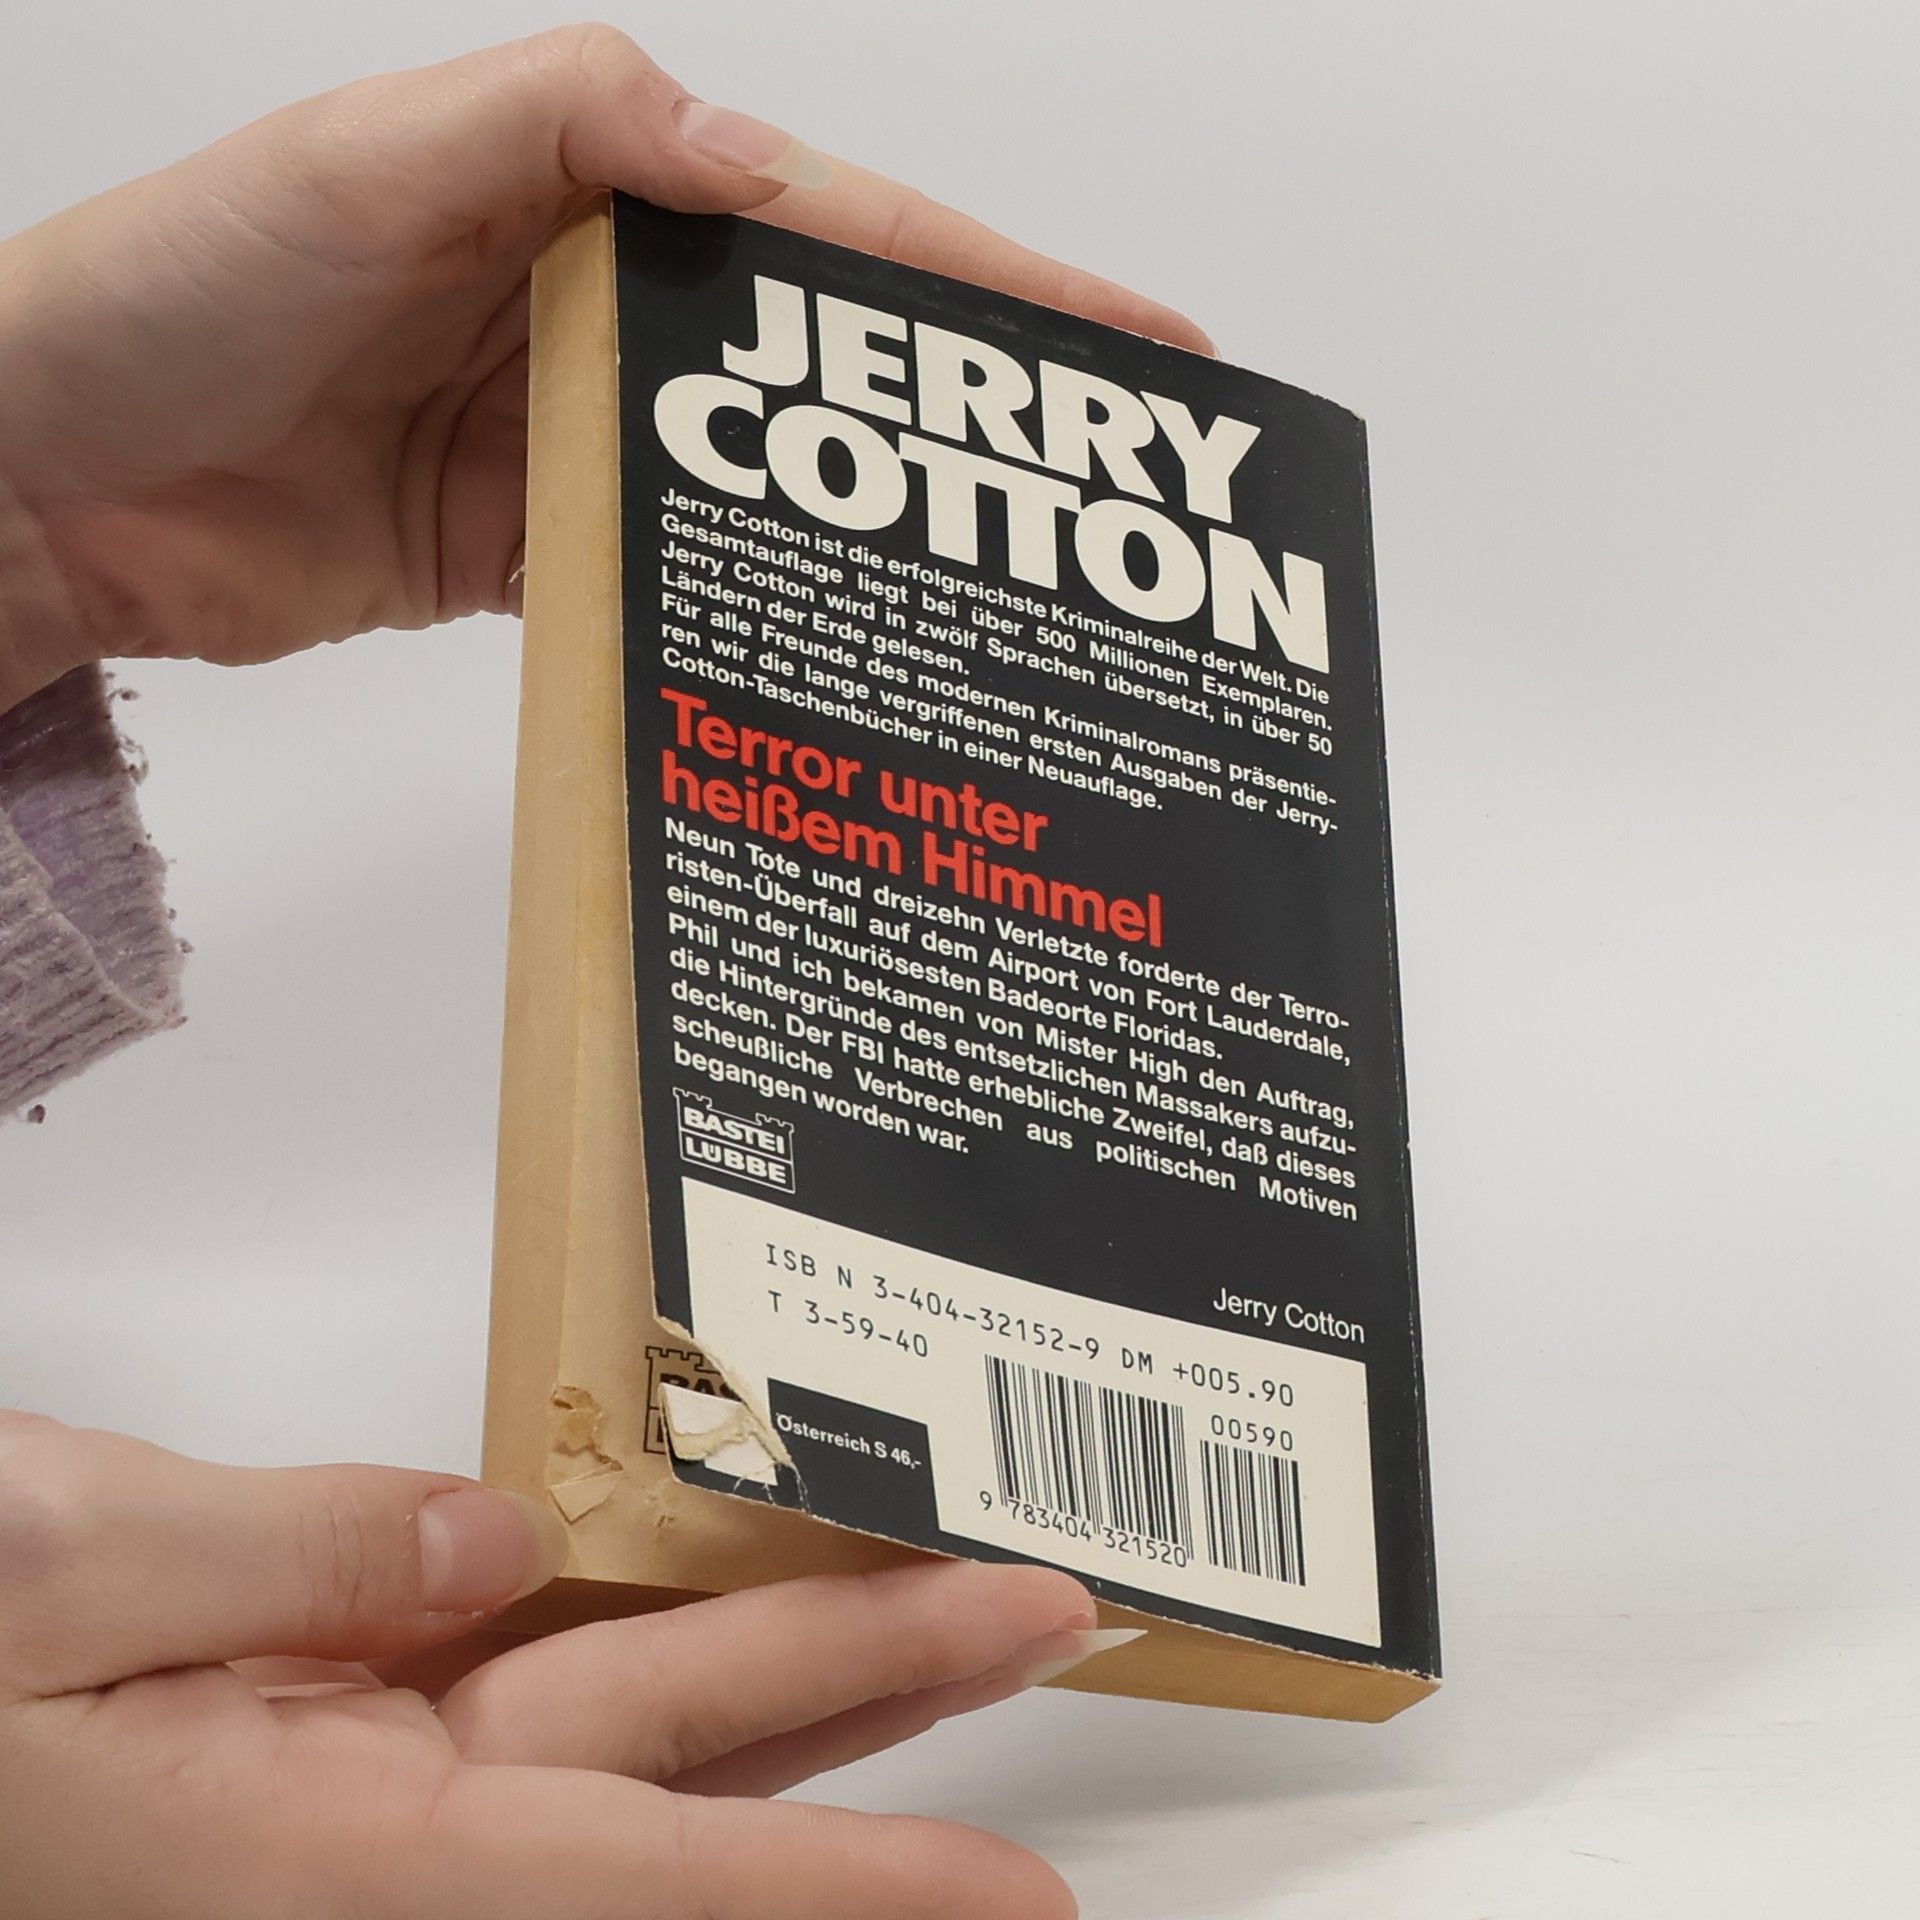 JERRY
COTTON
Jerry Cotton ist die erfolgreichste Kriminalreihe der Welt. Die
Gesamtauflage liegt bei über 500 Millionen Exemplaren.
Jerry Cotton wird in zwölf Sprachen übersetzt, in über 50
Ländern der Erde gelesen.
Für alle Freunde des modernen Kriminalromans präsentie-
ren wir die lange vergriffenen ersten Ausgaben der Jerry-
Cotton-Taschenbücher in einer Neuauflage.
Terror unter
heißem Himmel
Neun Tote und dreizehn Verletzte forderte der Terro-
risten-Überfall auf dem Airport von Fort Lauderdale,
einem der luxuriösesten Badeorte Floridas.
Phil und ich bekamen von Mister High den Auftrag,
die Hintergründe des entsetzlichen Massakers aufzu-
decken. Der FBI hatte erhebliche Zweifel, daß dieses
scheußliche Verbrechen aus politischen Motiven
begangen worden war.
BASTEI
LÜBBE
Jerry Cotton
ISB N 3-404-32152-9 DM +005.90
T 3-59-40
00590
Österreich S 46,-
9 783404 321520